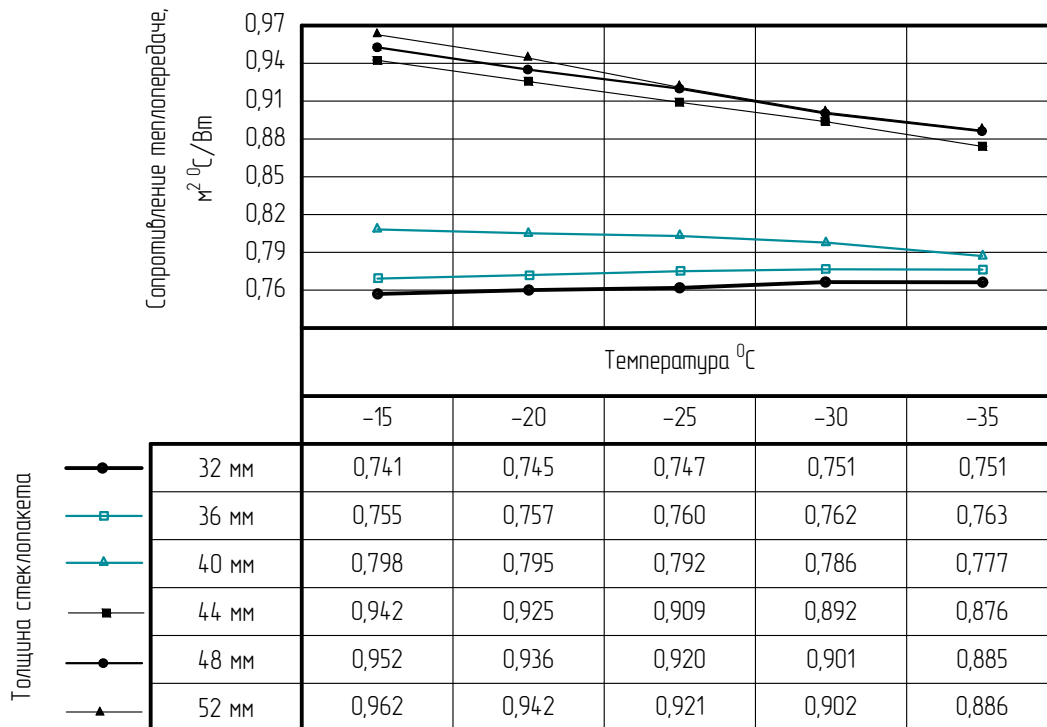 Сопротивление теплопередаче,
м² ⁰С/Вт
0,97
0,94
0,91
0,88
0,85
0,82
0,79
0,76
Температура ⁰С
–15 –20 –25 –30 –35
Толщина стеклопакета
32 мм 0,741 0,745 0,747 0,751 0,751
36 мм 0,755 0,757 0,760 0,762 0,763
40 мм 0,798 0,795 0,792 0,786 0,777
44 мм 0,942 0,925 0,909 0,892 0,876
48 мм 0,952 0,936 0,920 0,901 0,885
52 мм 0,962 0,942 0,921 0,902 0,886